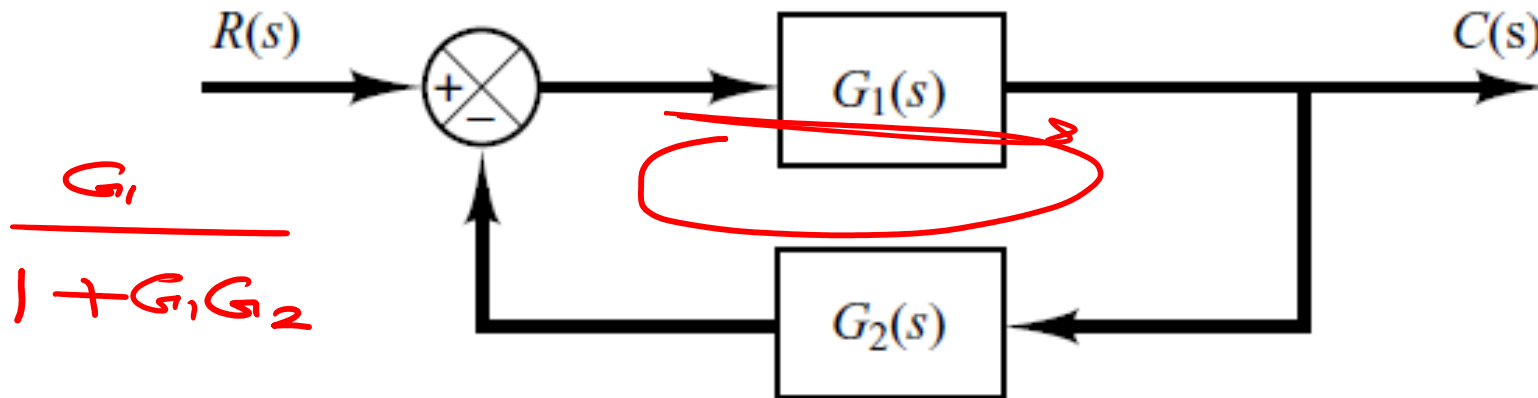 R(s)
C(s)
+
−
G₁(s)
G₁
1 + G₁G₂
G₂(s)